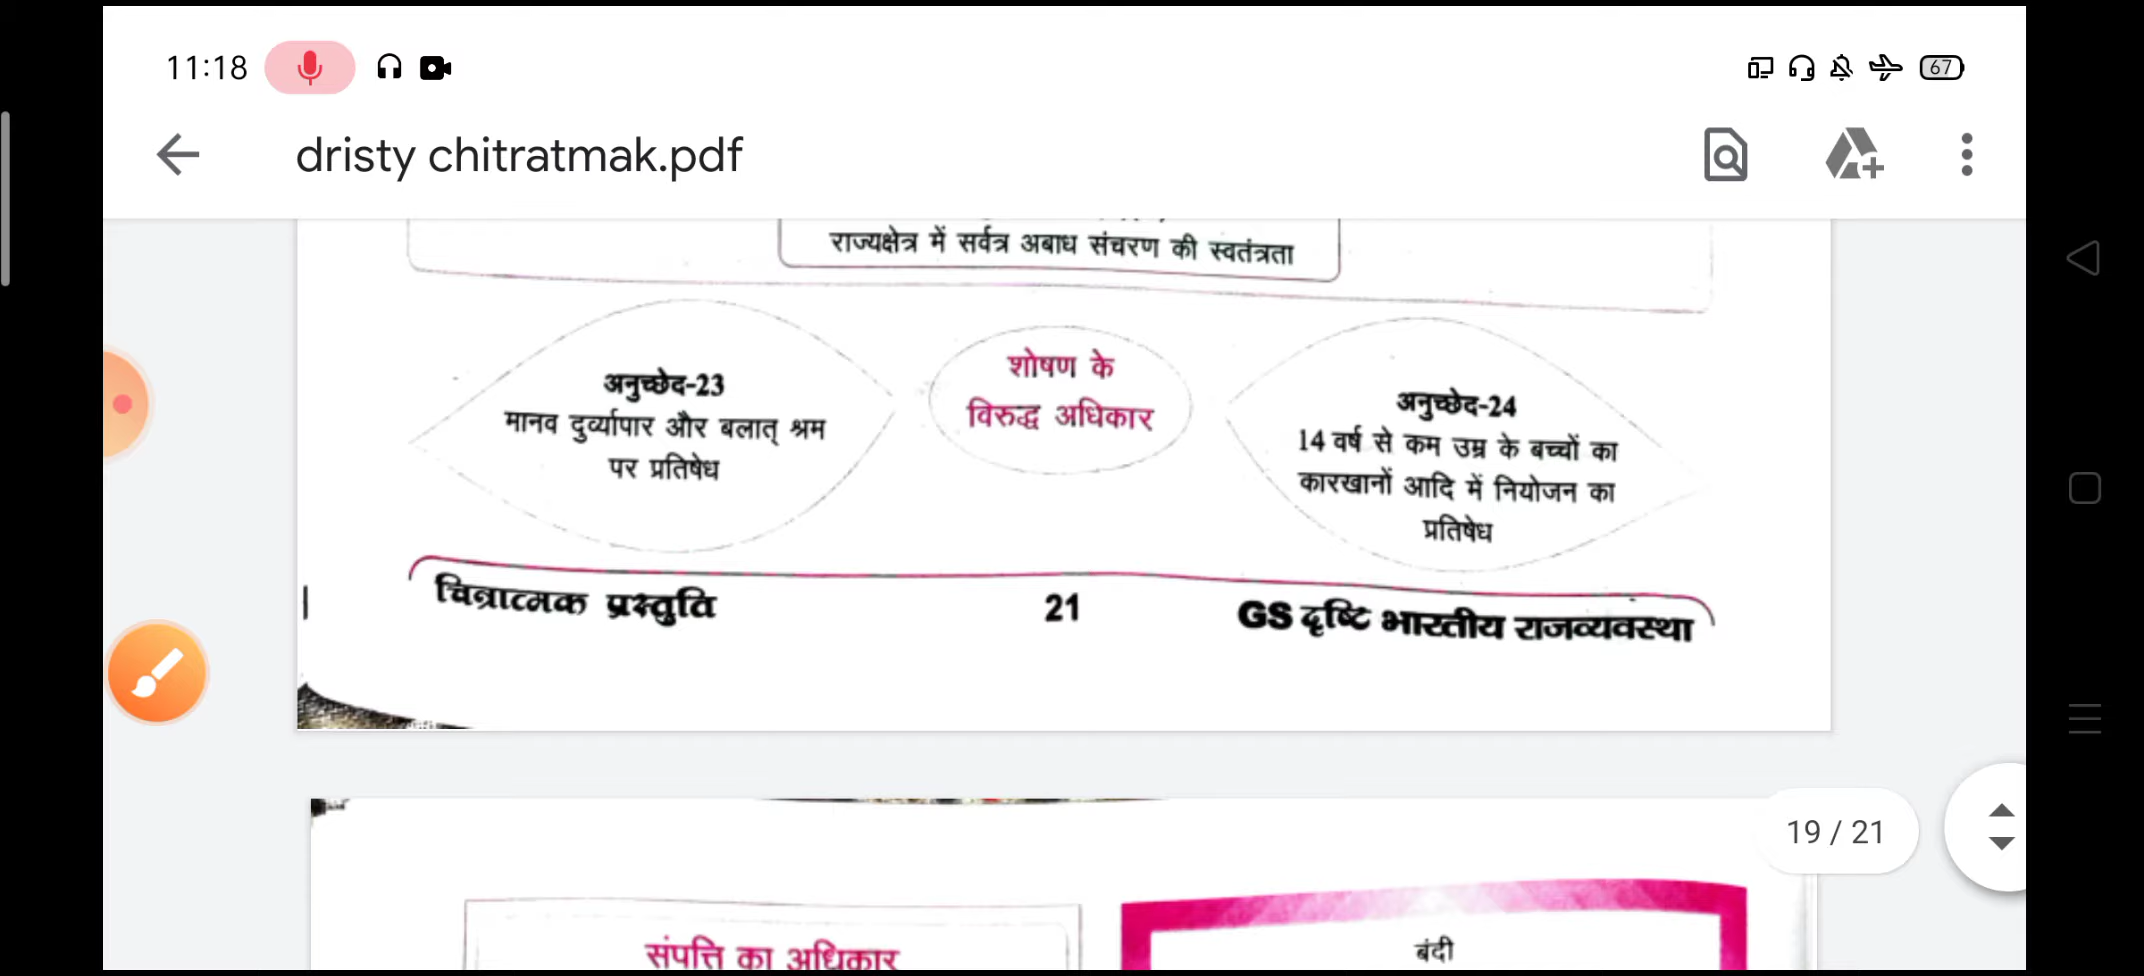 11:18
67
dristy chitratmak.pdf
राज्यक्षेत्र में सर्वत्र अबाध संचरण की स्वतंत्रता
अनुच्छेद-23
मानव दुर्व्यापार और बलात् श्रम
पर प्रतिषेध
शोषण के
विरुद्ध अधिकार
अनुच्छेद-24
14 वर्ष से कम उम्र के बच्चों का
कारखानों आदि में नियोजन का
प्रतिषेध
चित्रात्मक प्रस्तुति
21
GS दृष्टि भारतीय राजव्यवस्था
19 / 21
संपत्ति का अधिकार
बंदी